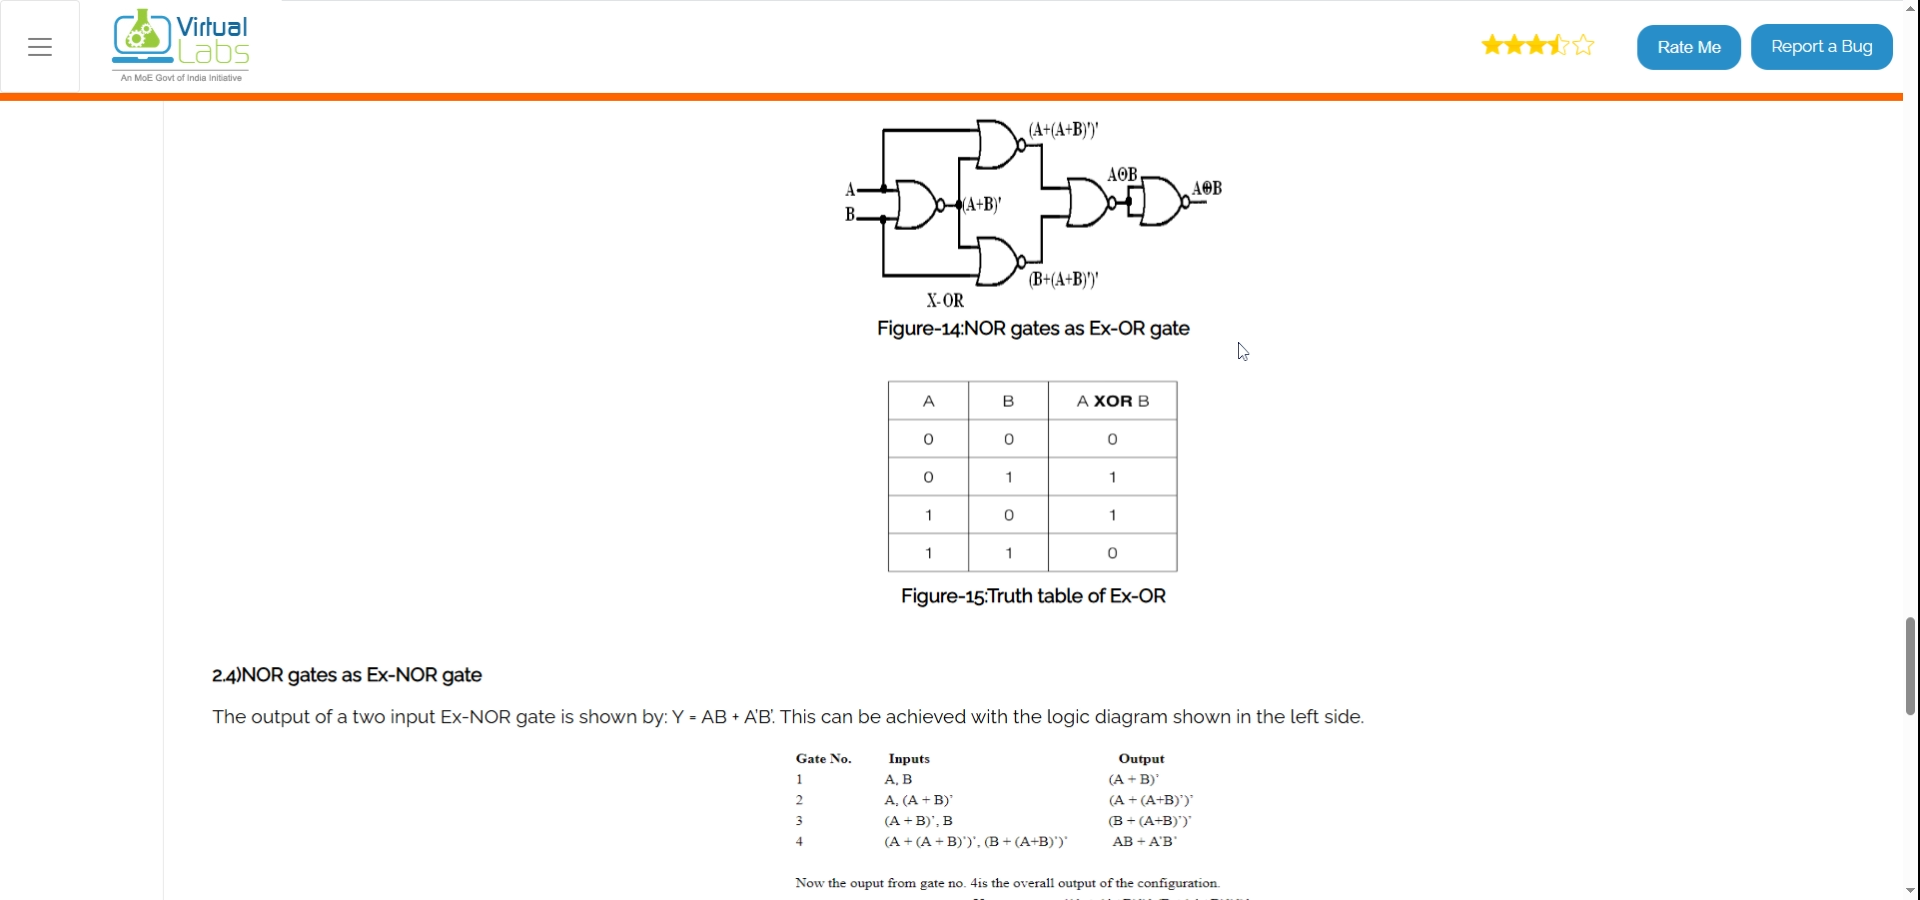 Virtual
Labs
An MoE Govt of India Initiative
Rate Me
Report a Bug
(A+(A+B)')'
A⊙B
A⊕B
A
(A+B)'
B
(B+(A+B)')'
X-OR
Figure-14:NOR gates as Ex-OR gate
A B A XOR B
0 0 0
0 1 1
1 0 1
1 1 0
Figure-15:Truth table of Ex-OR
2.4)NOR gates as Ex-NOR gate
The output of a two input Ex-NOR gate is shown by: Y = AB + A'B'. This can be achieved with the logic diagram shown in the left side.
Gate No. Inputs Output
1 A, B (A + B)'
2 A, (A + B)' (A + (A+B)')'
3 (A + B)', B (B + (A+B)')'
4 (A + (A + B)')', (B + (A+B)')' AB + A'B'
Now the ouput from gate no. 4is the overall output of the configuration.